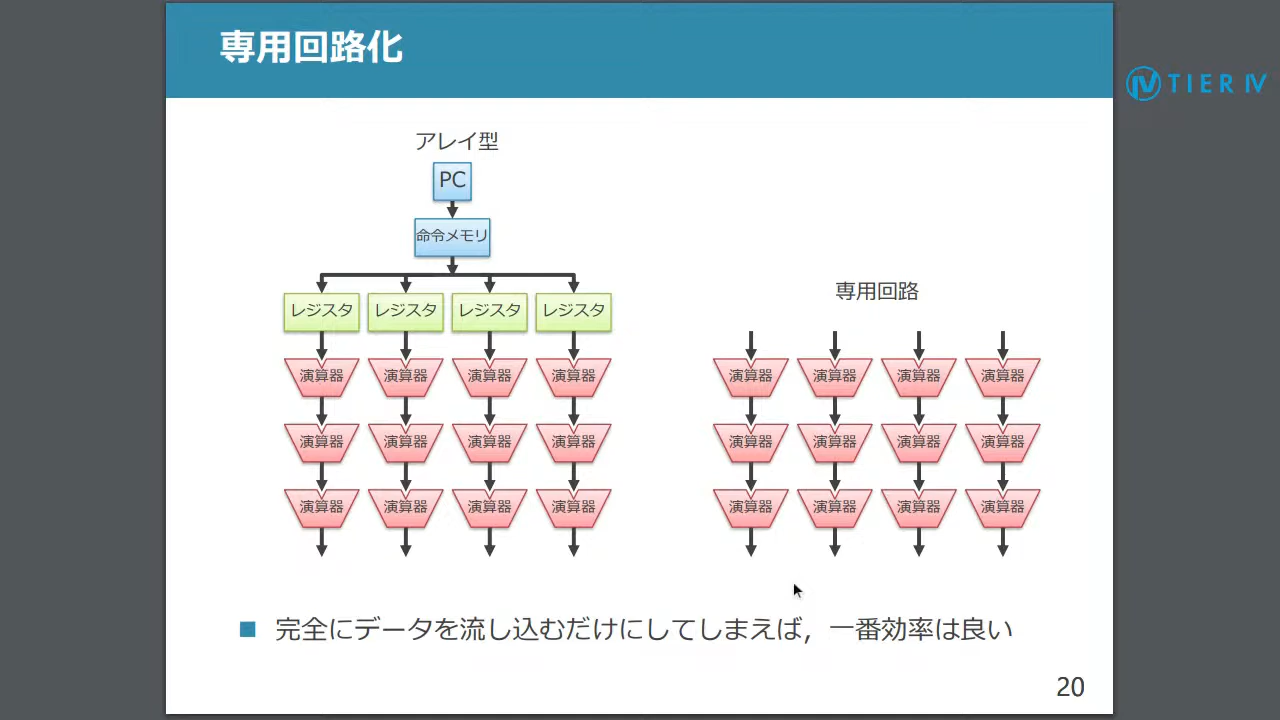 専用回路化
TIER IV
アレイ型
PC
命令メモリ
専用回路
レジスタ レジスタ レジスタ レジスタ
演算器 演算器 演算器 演算器 演算器 演算器 演算器 演算器
演算器 演算器 演算器 演算器 演算器 演算器 演算器 演算器
演算器 演算器 演算器 演算器 演算器 演算器 演算器 演算器
完全にデータを流し込むだけにしてしまえば，一番効率は良い
20